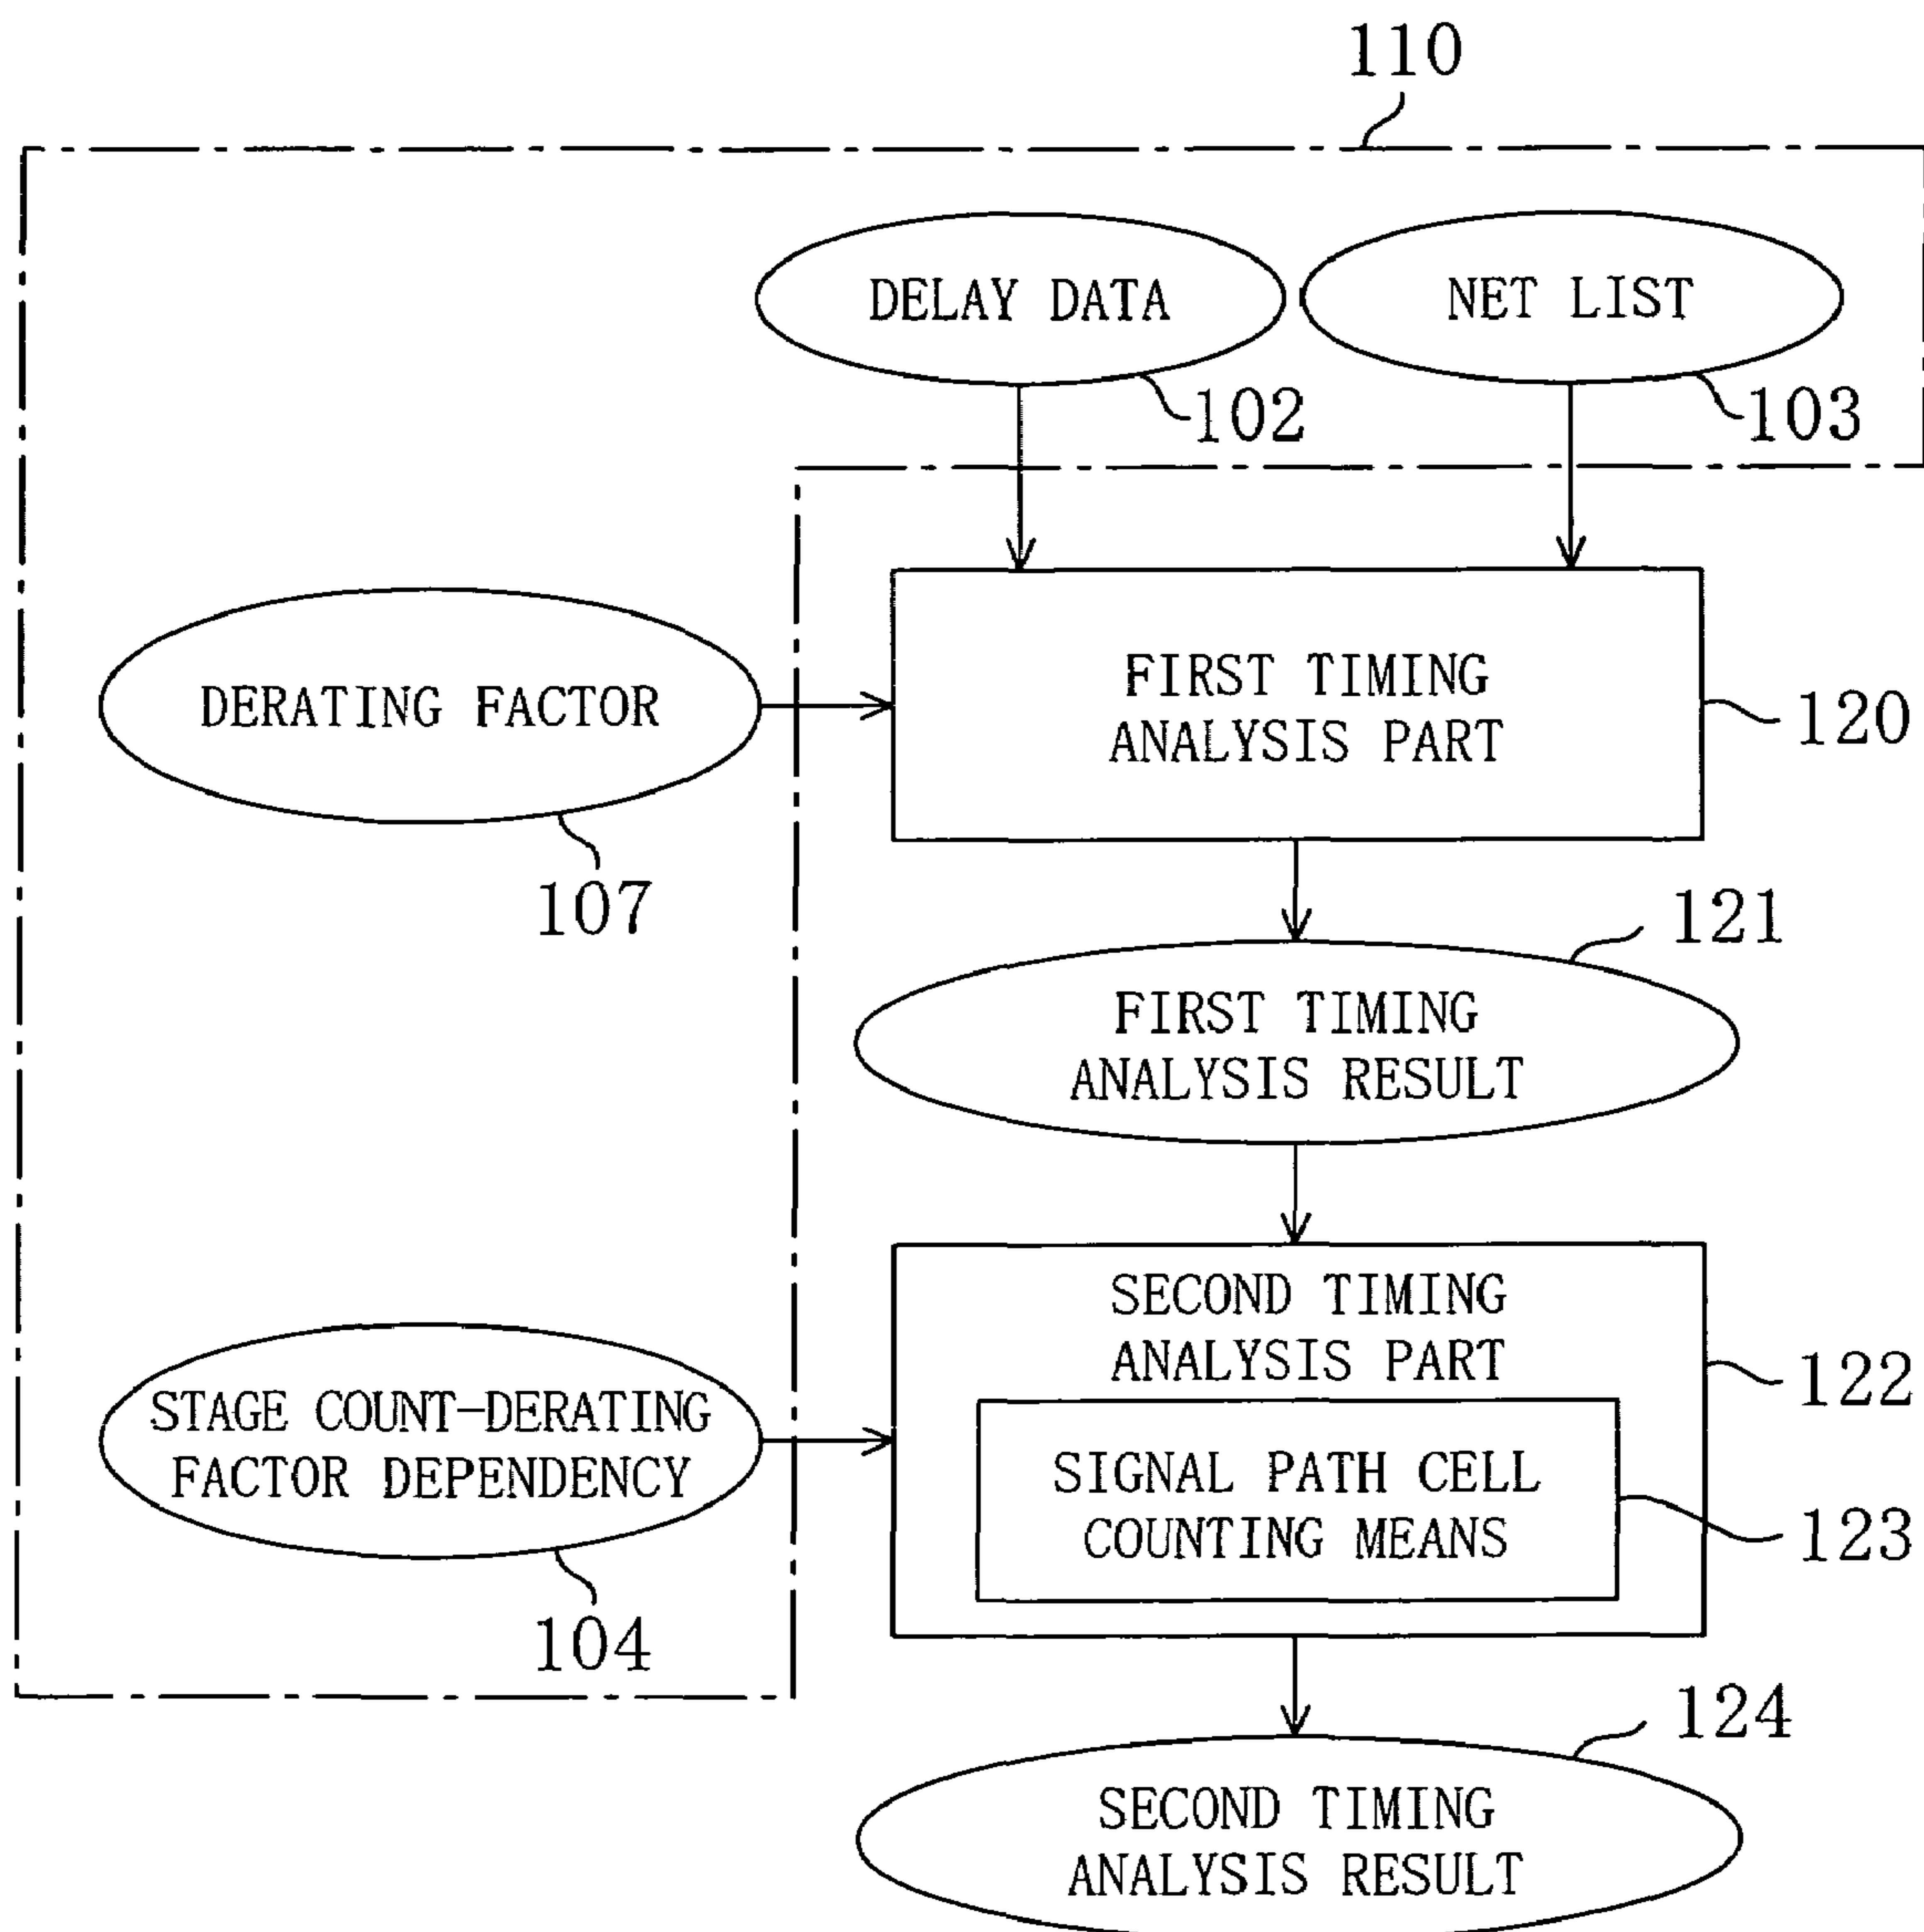 110
DELAY DATA
NET LIST
102
103
DERATING FACTOR
FIRST TIMING
ANALYSIS PART
120
107
121
FIRST TIMING
ANALYSIS RESULT
SECOND TIMING
ANALYSIS PART
122
STAGE COUNT-DERATING
FACTOR DEPENDENCY
SIGNAL PATH CELL
COUNTING MEANS
123
104
124
SECOND TIMING
ANALYSIS RESULT